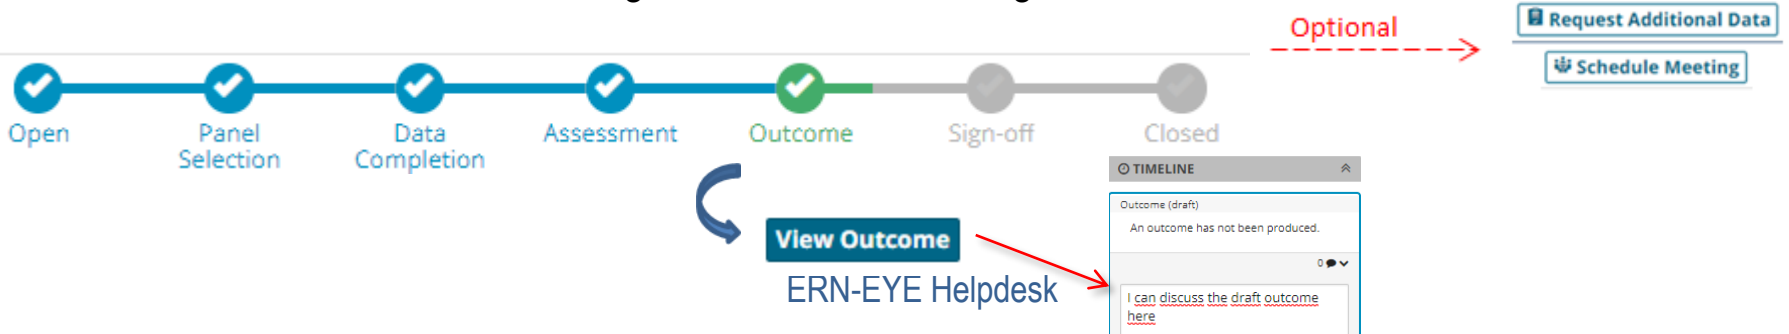 Optional
Request Additional Data
Schedule Meeting
Open
Panel
Selection
Data
Completion
Assessment
Outcome
Sign-off
Closed
TIMELINE
Outcome (draft)
An outcome has not been produced.
0
View Outcome
ERN-EYE Helpdesk
I can discuss the draft outcome
here